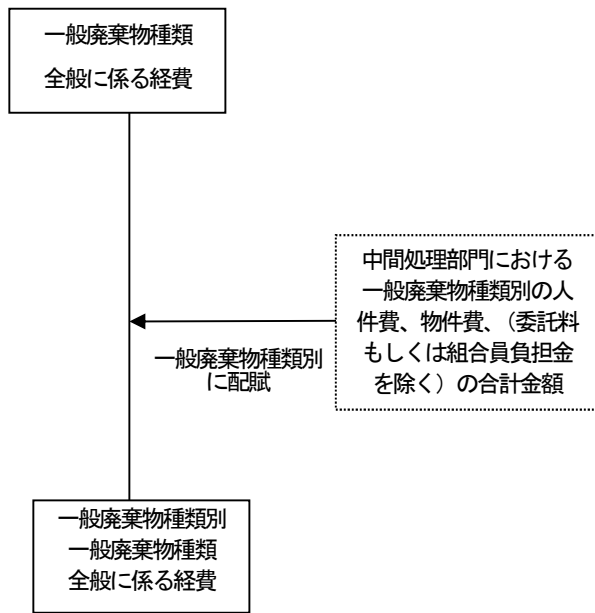 一般廃棄物種類
全般に係る経費
中間処理部門における
一般廃棄物種類別の人
件費、物件費、（委託料
もしくは組合員負担金
を除く）の合計金額
一般廃棄物種類別
に配賦
一般廃棄物種類別
一般廃棄物種類
全般に係る経費